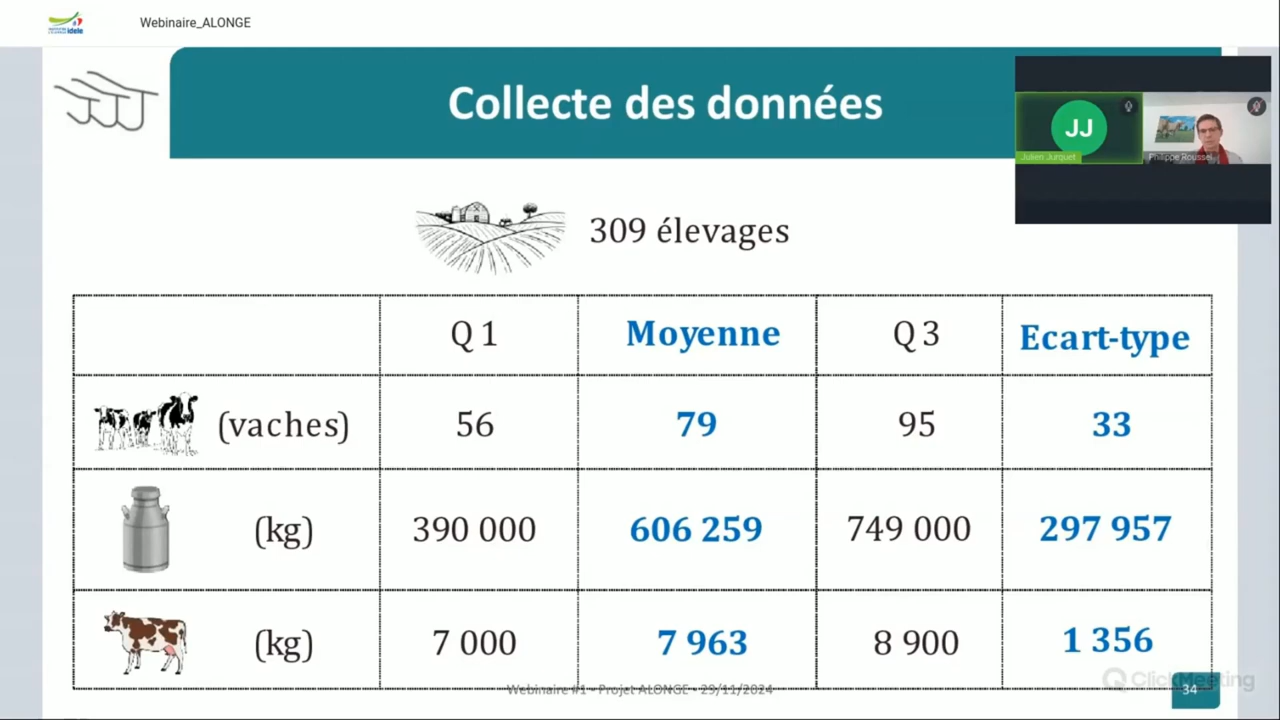 idele
Webinaire_ALONGE
Collecte des données
JJ
Julien Jurquet
Philippe Roussel
309 élevages
Q 1 Moyenne Q 3 Ecart-type
(vaches) 56 79 95 33
(kg) 390 000 606 259 749 000 297 957
(kg) 7 000 7 963 8 900 1 356
Webinaire #1 - Projet ALONGE - 29/11/2024
ClickMeeting
34